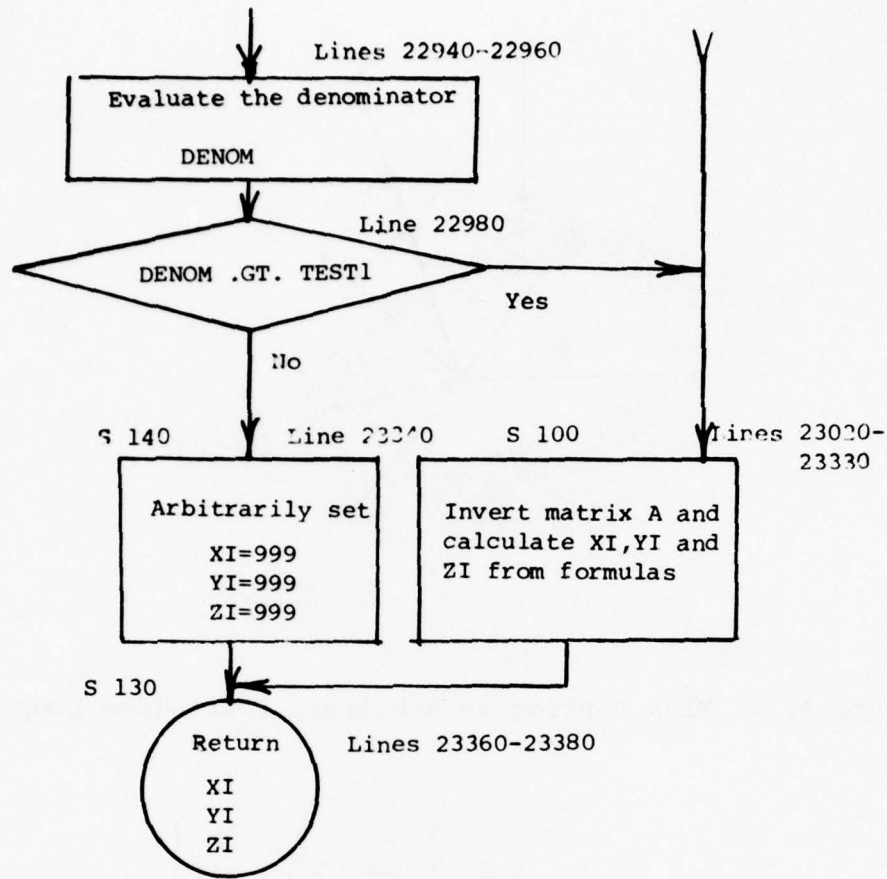 Lines 22940-22960
Evaluate the denominator
DENOM
Line 22980
DENOM .GT. TEST1
Yes
No
S 140
Line
S 100
Lines
23330
Arbitrarily set
XI=999
YI=999
ZI=999
Invert matrix A and
calculate XI,YI and
ZI from formulas
S 130
Return
Lines 23360-23380
XI
YI
ZI